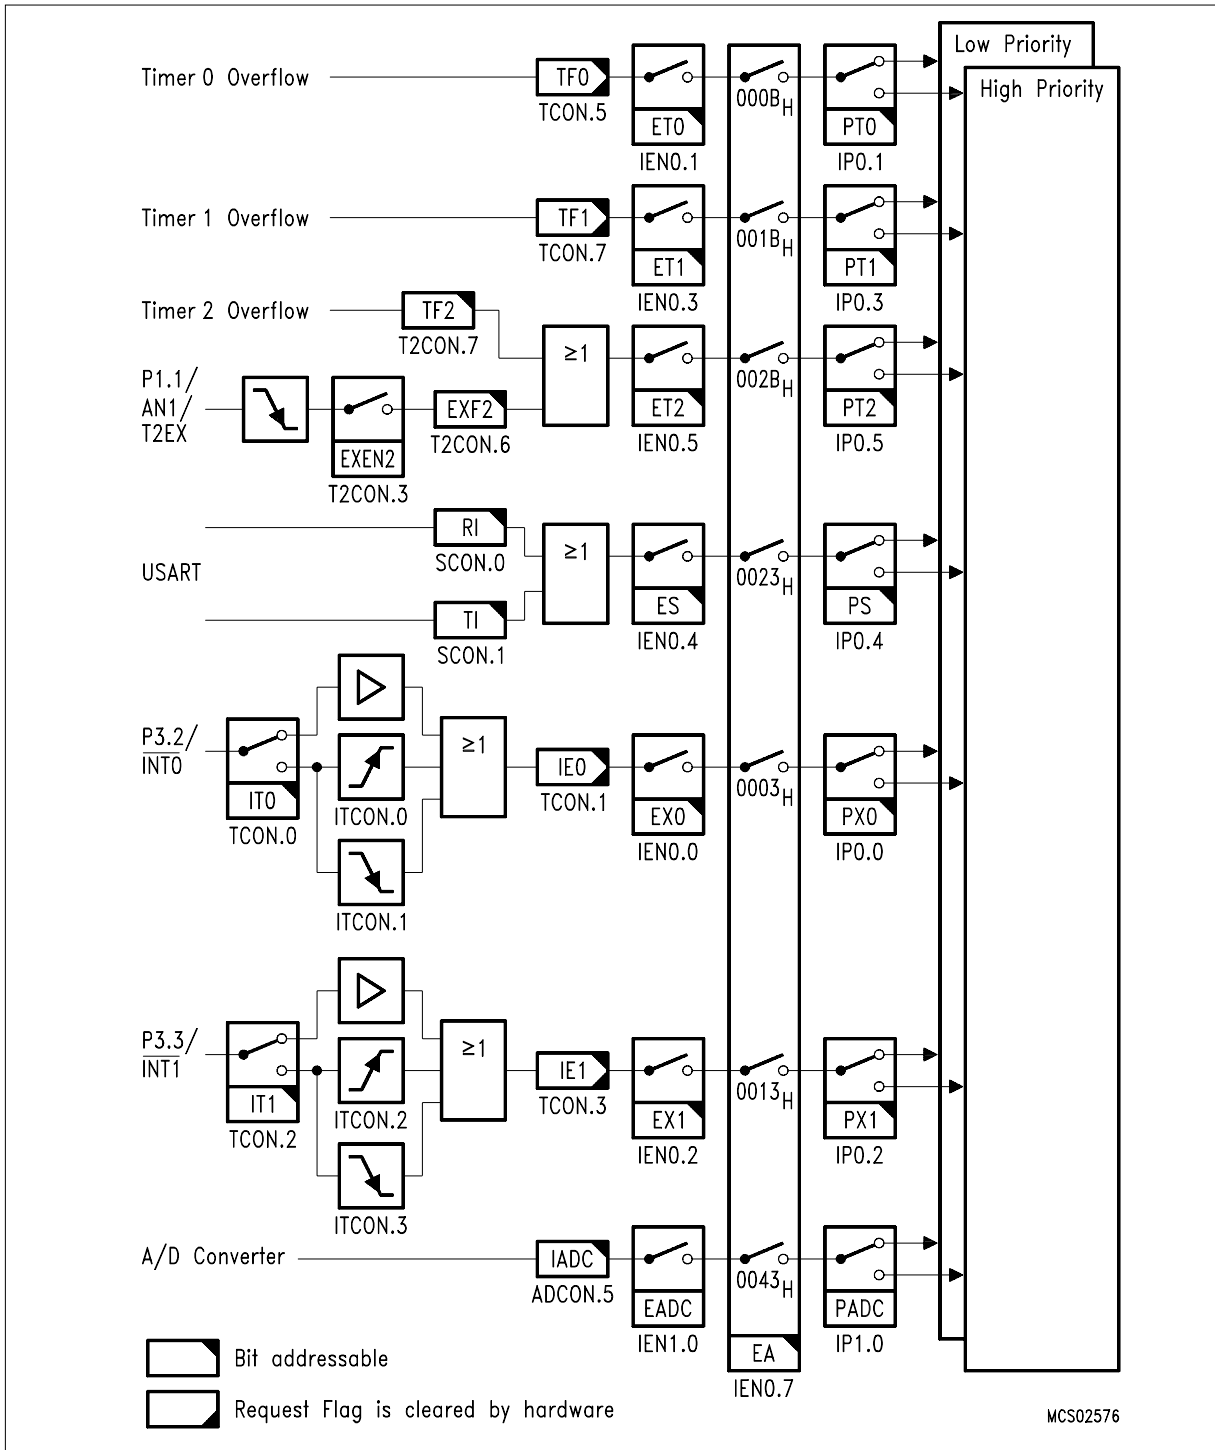 Low Priority
High Priority
Timer 0 Overflow
TF0
TCON.5
ET0
IEN0.1
000BH
PT0
IP0.1
Timer 1 Overflow
TF1
TCON.7
ET1
IEN0.3
001BH
PT1
IP0.3
Timer 2 Overflow
TF2
T2CON.7
P1.1/
AN1/
T2EX
EXEN2
T2CON.3
EXF2
T2CON.6
≥1
ET2
IEN0.5
002BH
PT2
IP0.5
USART
RI
SCON.0
TI
SCON.1
≥1
ES
IEN0.4
0023H
PS
IP0.4
P3.2/
INT0
IT0
TCON.0
ITCON.0
ITCON.1
≥1
IE0
TCON.1
EX0
IEN0.0
0003H
PX0
IP0.0
P3.3/
INT1
IT1
TCON.2
ITCON.2
ITCON.3
≥1
IE1
TCON.3
EX1
IEN0.2
0013H
PX1
IP0.2
A/D Converter
IADC
ADCON.5
EADC
IEN1.0
0043H
PADC
IP1.0
EA
IEN0.7
Bit addressable
Request Flag is cleared by hardware
MCS02576